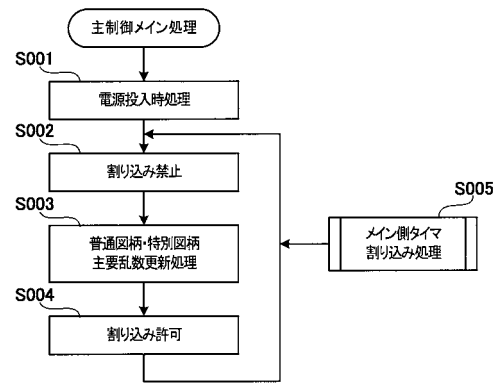 主制御メイン処理
S001
電源投入時処理
S002
割り込み禁止
S003
普通図柄・特別図柄
主要乱数更新処理
S004
割り込み許可
S005
メイン側タイマ
割り込み処理